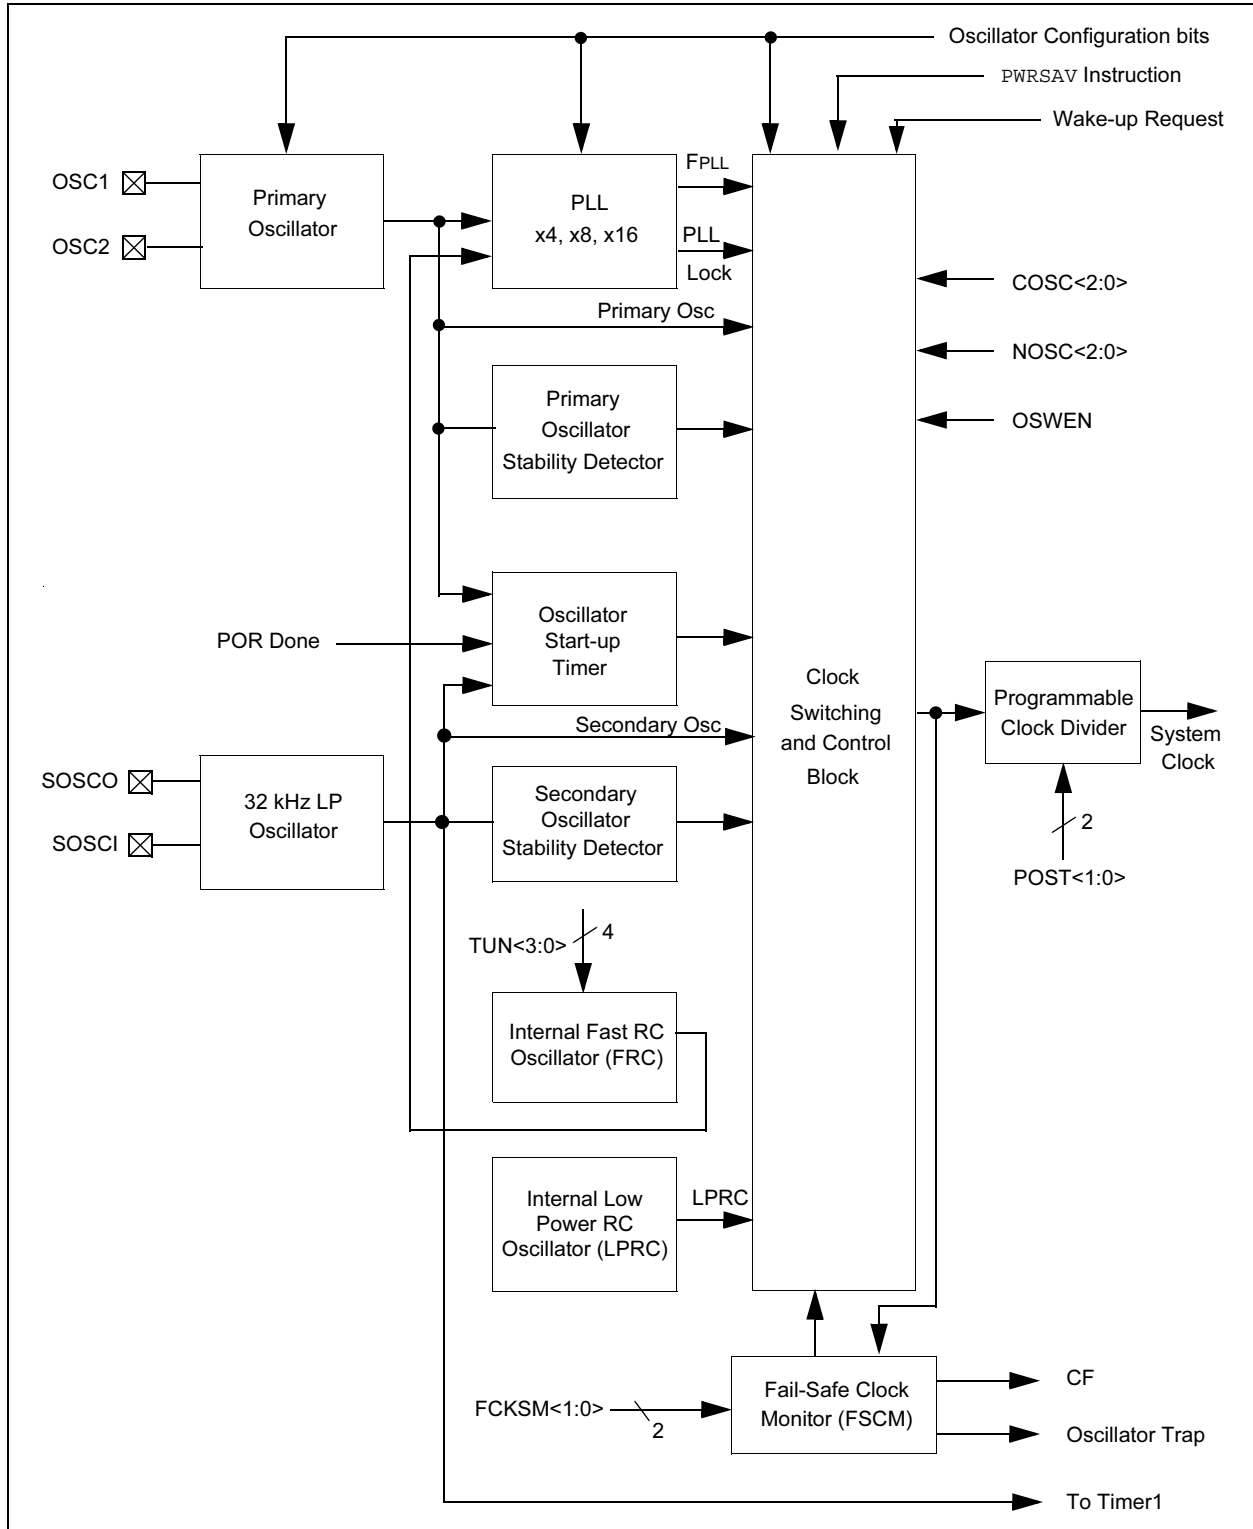 Oscillator Configuration bits
PWRSAV Instruction
Wake-up Request
OSC1
OSC2
Primary
Oscillator
PLL
x4, x8, x16
FPLL
PLL
Lock
COSC<2:0>
Primary Osc
NOSC<2:0>
Primary
Oscillator
Stability Detector
OSWEN
POR Done
Oscillator
Start-up
Timer
Clock
Switching
and Control
Block
Programmable
Clock Divider
System
Clock
Secondary Osc
SOSCO
SOSCI
32 kHz LP
Oscillator
Secondary
Oscillator
Stability Detector
2
POST<1:0>
TUN<3:0>
4
Internal Fast RC
Oscillator (FRC)
Internal Low
Power RC
Oscillator (LPRC)
LPRC
FCKSM<1:0>
2
Fail-Safe Clock
Monitor (FSCM)
CF
Oscillator Trap
To Timer1